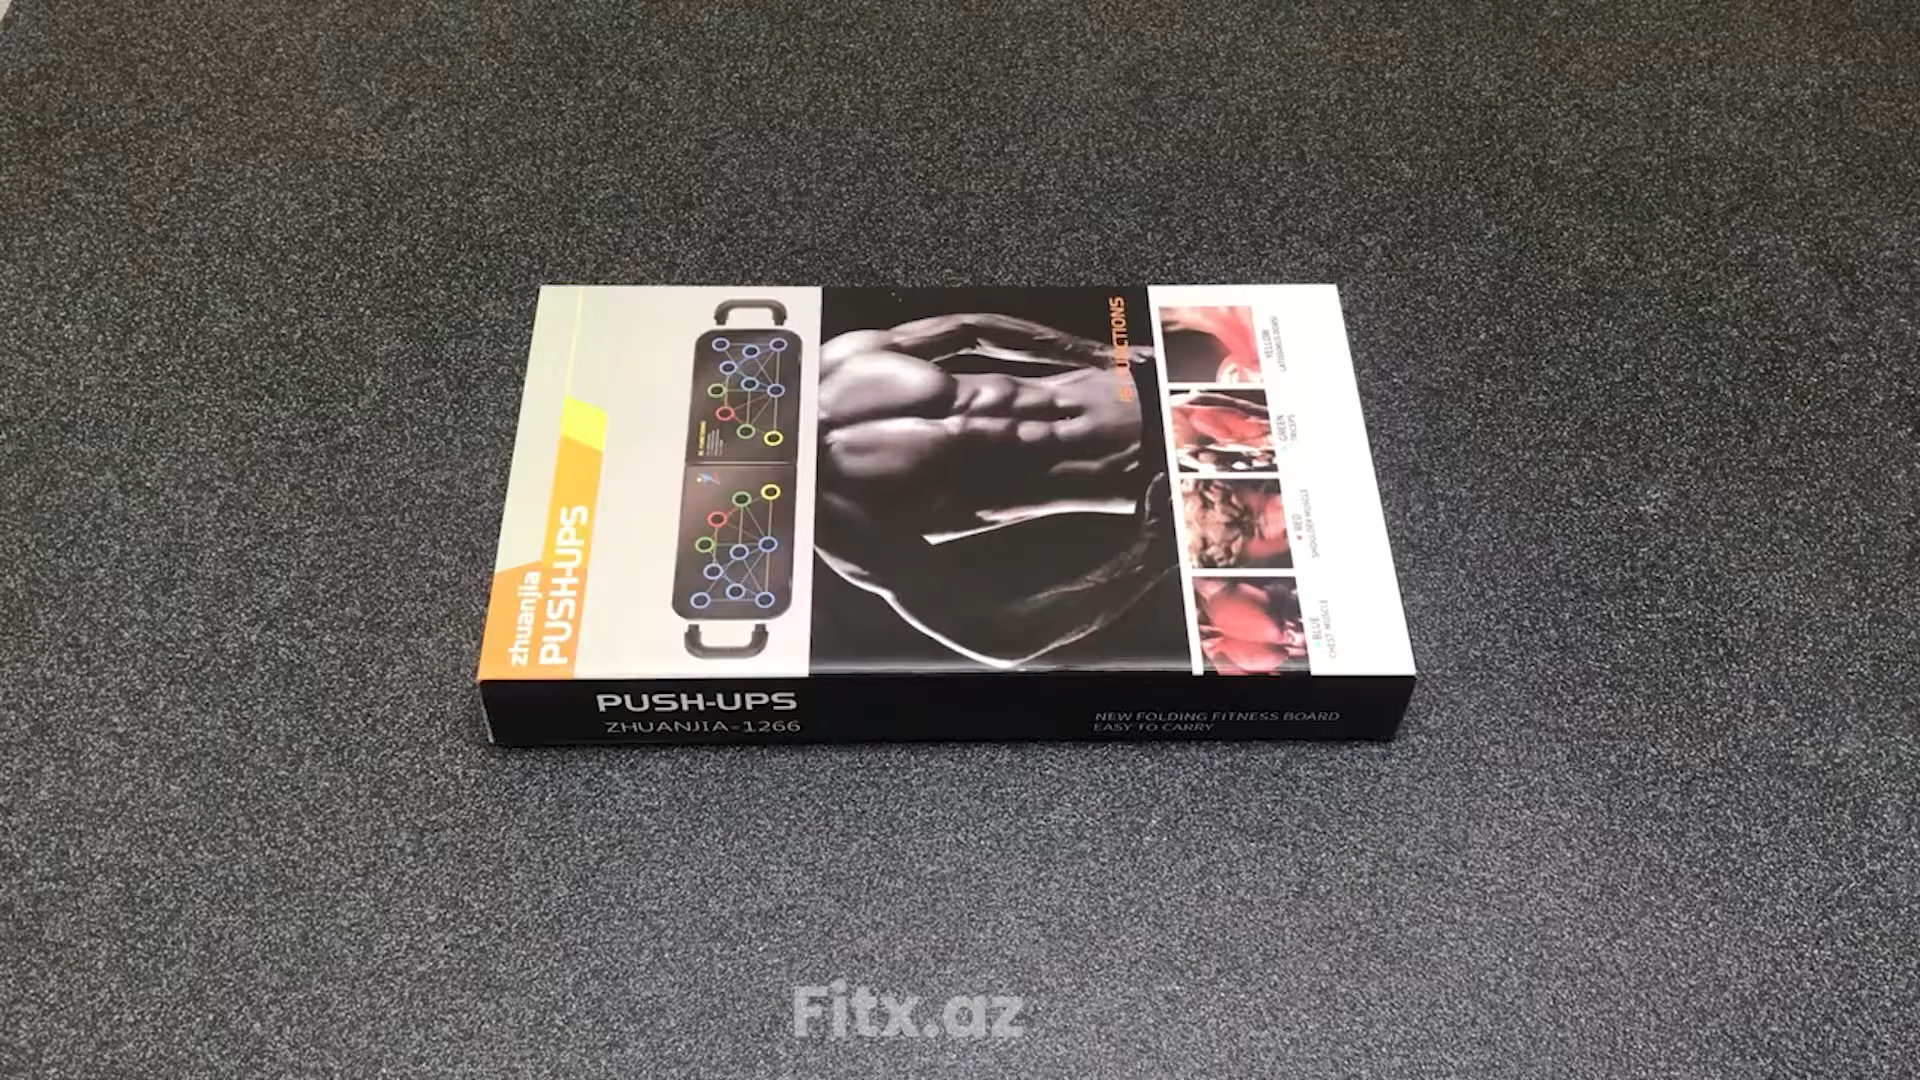 zhuanjia
PUSH-UPS
YELLOW
GREEN
TRICEPS
RED
SHOULDER MUSCLE
BLUE
CHEST MUSCLE
PUSH-UPS
ZHUANJIA-1266
NEW FOLDING FITNESS BOARD
EASY TO CARRY
Fitx.az